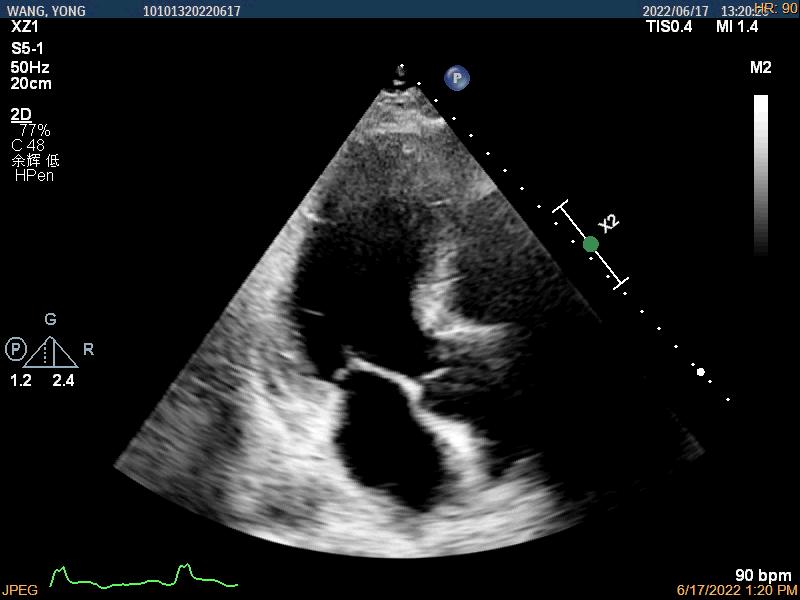 WANG, YONG 10101320220617 2022/06/17 13:20:
HR: 90
XZ1 TIS0.4 MI 1.4
S5-1
50Hz M2
20cm
2D
77%
C 48
余辉 低
HPen
P
X2
G
P R
1.2 2.4
90 bpm
JPEG 6/17/2022 1:20 PM